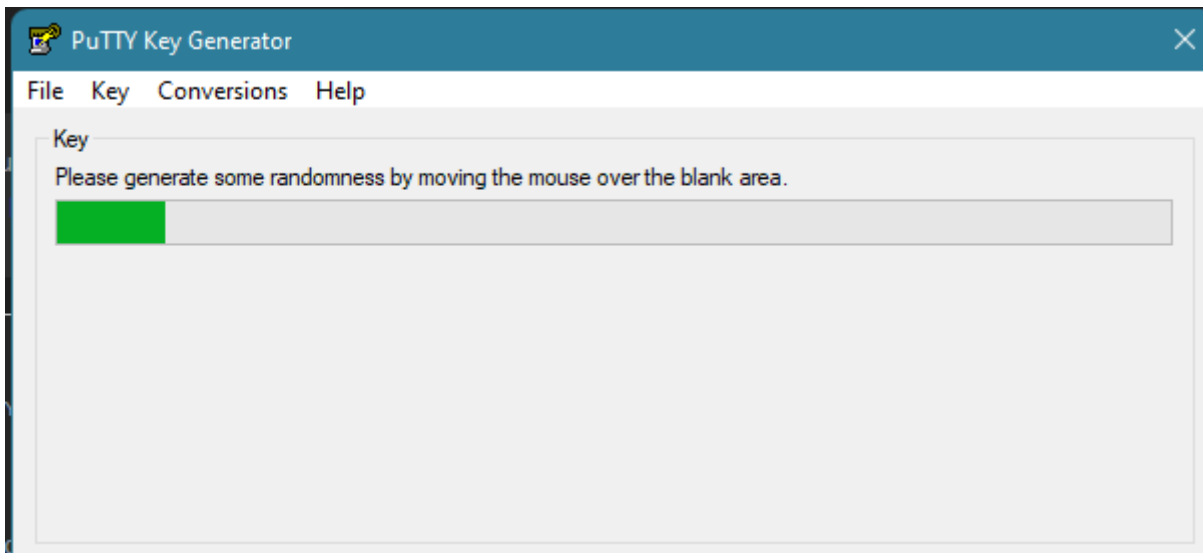 PuTTY Key Generator
File Key Conversions Help
Key
Please generate some randomness by moving the mouse over the blank area.